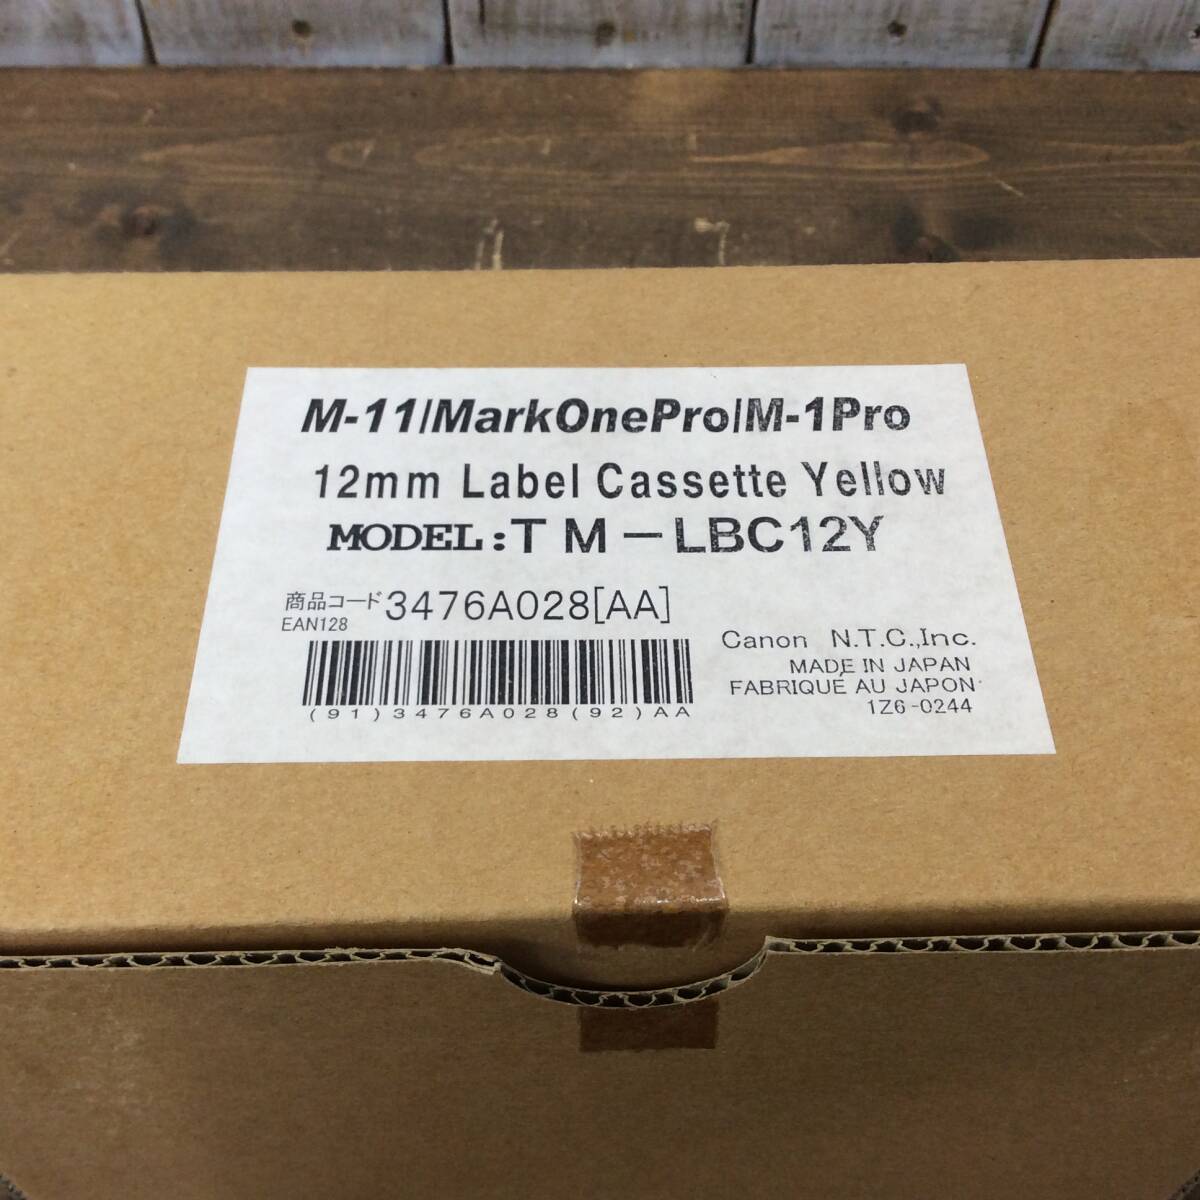 M-11/MarkOnePro/M-1Pro
12mm Label Cassette Yellow
MODEL:TM-LBC12Y
商品コード 3476A028[AA]
EAN128
(91)3476A028(92)AA
Canon N.T.C.,Inc.
MADE IN JAPAN
FABRIQUÉ AU JAPON
1Z6-0244